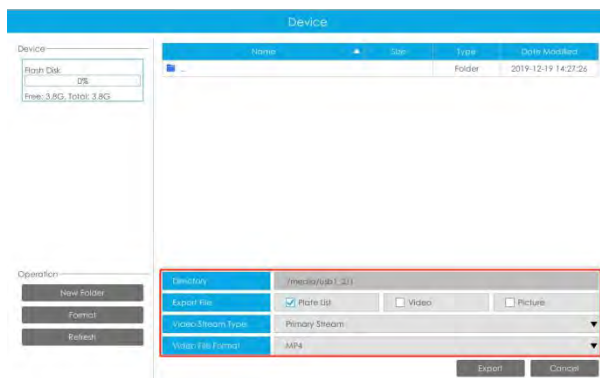 Device
Device
Flash Disk
0%
Free: 3.8G, Total: 3.8G
Name Size Type Date Modified
.. Folder 2019-12-19 14:27:26
Operation
New Folder
Format
Refresh
Directory
Export File Plate List Video Picture
Video Stream Type Primary Stream
Video File Format MP4
Export Cancel